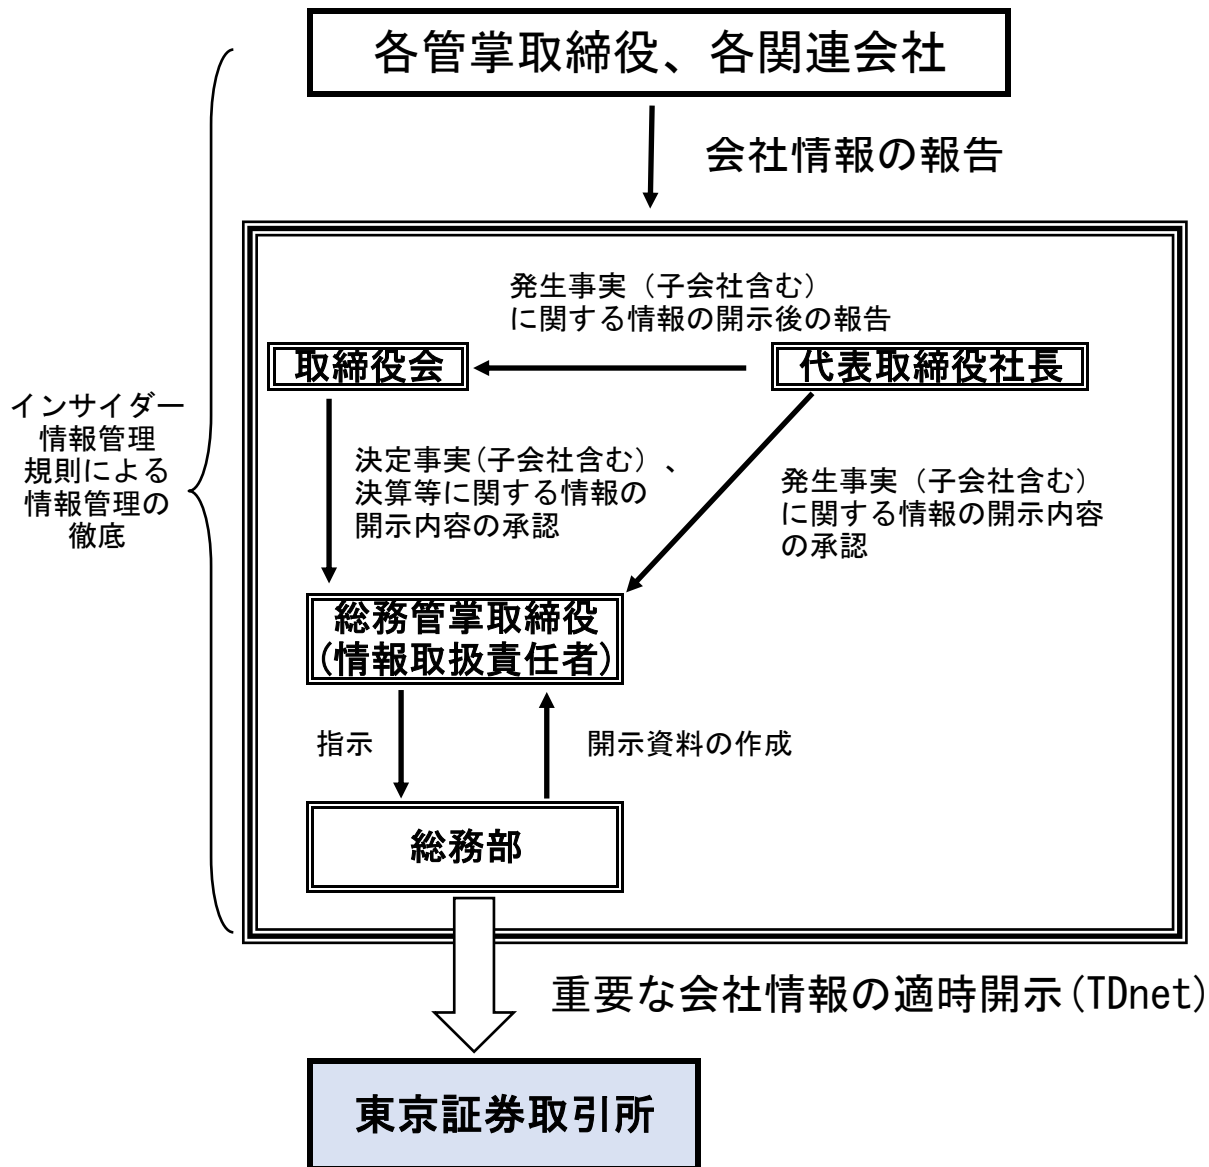 各管掌取締役、各関連会社
会社情報の報告
発生事実（子会社含む）
に関する情報の開示後の報告
取締役会
代表取締役社長
インサイダー
情報管理
規則による
情報管理の
徹底
決定事実(子会社含む）、
決算等に関する情報の
開示内容の承認
発生事実（子会社含む）
に関する情報の開示内容
の承認
総務管掌取締役
(情報取扱責任者)
指示
開示資料の作成
総務部
重要な会社情報の適時開示(TDnet)
東京証券取引所